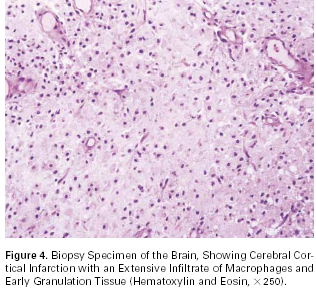 Figure 4. Biopsy Specimen of the Brain, Showing Cerebral Cor-
tical Infarction with an Extensive Infiltrate of Macrophages and
Early Granulation Tissue (Hematoxylin and Eosin, ×250).